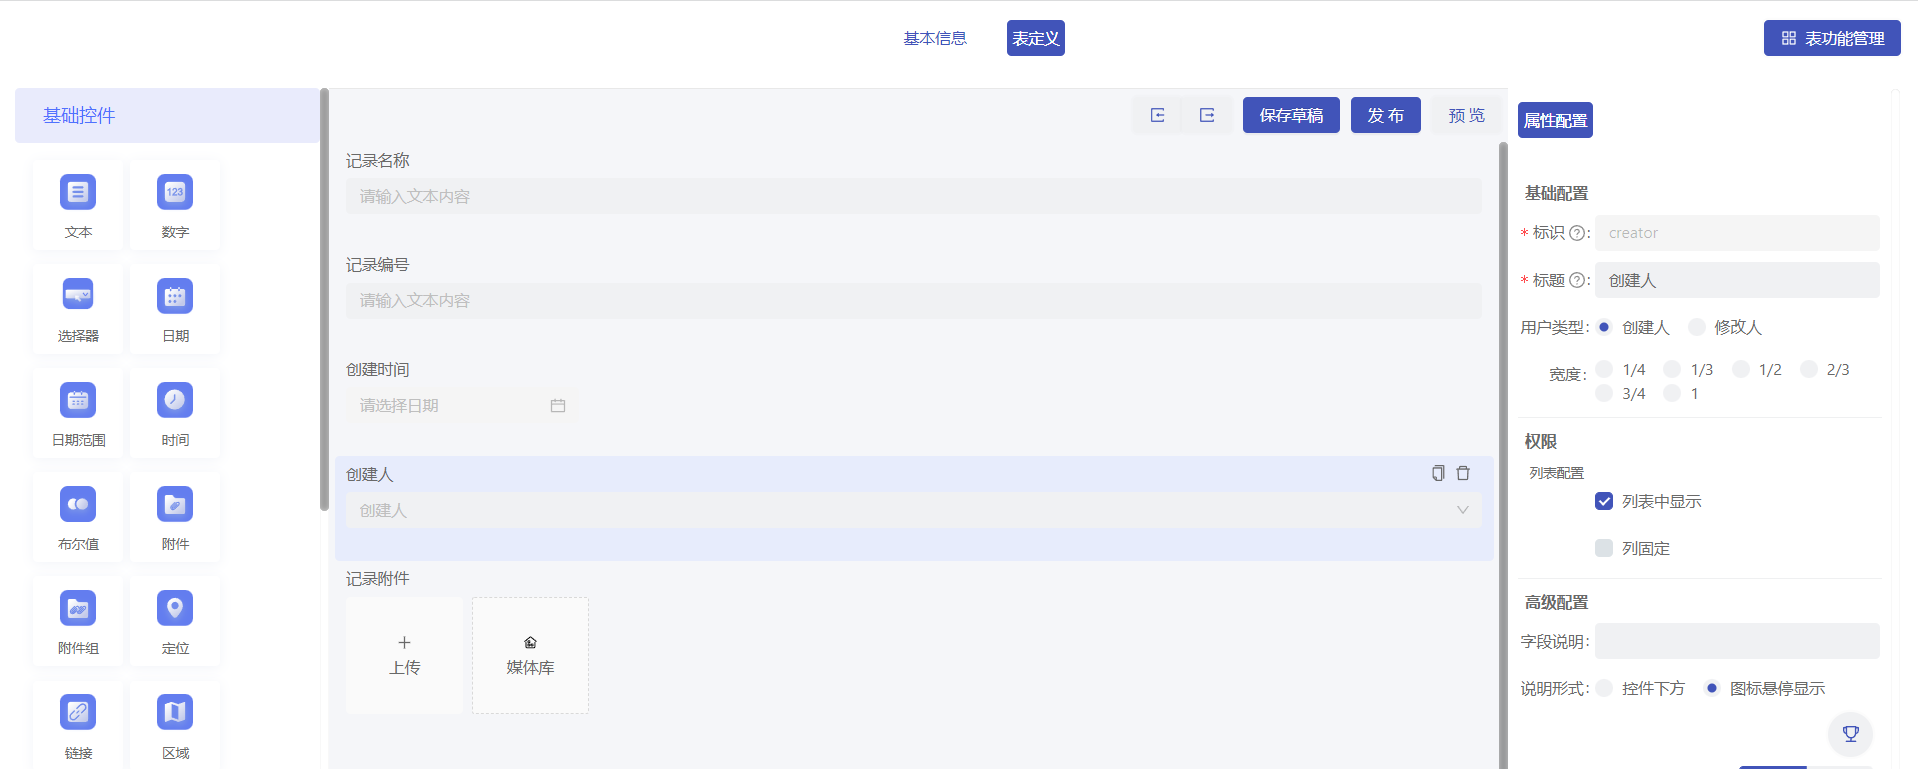 基本信息
表定义
表功能管理
基础控件
文本
数字
选择器
日期
日期范围
时间
布尔值
附件
附件组
定位
链接
区域
保存草稿
发 布
预 览
记录名称
请输入文本内容
记录编号
请输入文本内容
创建时间
请选择日期
创建人
创建人
记录附件
上传
媒体库
属性配置
基础配置
* 标识 ? :
creator
* 标题 ? :
创建人
用户类型: 创建人 修改人
宽度: 1/4 1/3 1/2 2/3
3/4 1
权限
列表配置
列表中显示
列固定
高级配置
字段说明:
说明形式: 控件下方 图标悬停显示
123